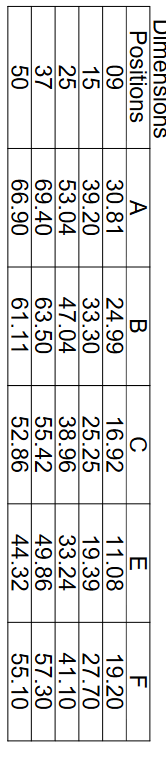 Dimensions
Positions A B C E F
09 30.81 24.99 16.92 11.08 19.20
15 39.20 33.30 25.25 19.39 27.70
25 53.04 47.04 38.96 33.24 41.10
37 69.40 63.50 55.42 49.86 57.30
50 66.90 61.11 52.86 44.32 55.10